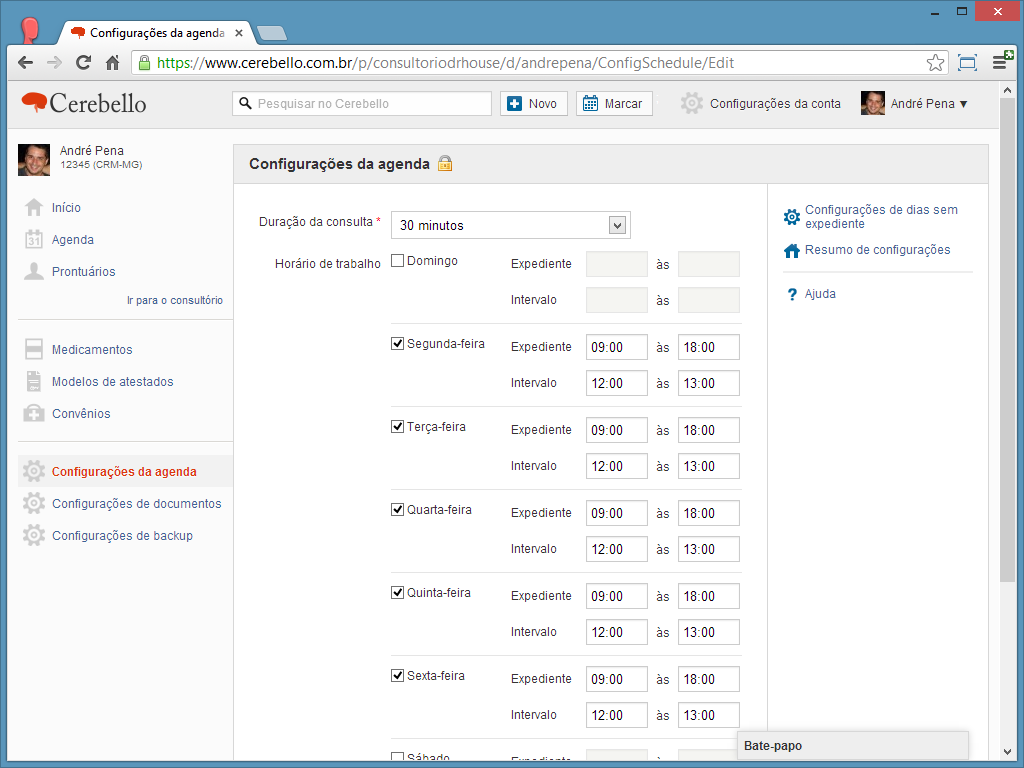 Configurações da agenda
https://www.cerebello.com.br/p/consultoriodrhouse/d/andrepena/ConfigSchedule/Edit
Cerebello
Pesquisar no Cerebello
Novo
Marcar
Configurações da conta
André Pena ▼
André Pena
12345 (CRM-MG)
Início
31
Agenda
Prontuários
Ir para o consultório
Medicamentos
Modelos de atestados
Convênios
Configurações da agenda
Configurações de documentos
Configurações de backup
Configurações da agenda
Duração da consulta * 30 minutos
Horário de trabalho
Domingo Expediente às
Intervalo às
Segunda-feira Expediente 09:00 às 18:00
Intervalo 12:00 às 13:00
Terça-feira Expediente 09:00 às 18:00
Intervalo 12:00 às 13:00
Quarta-feira Expediente 09:00 às 18:00
Intervalo 12:00 às 13:00
Quinta-feira Expediente 09:00 às 18:00
Intervalo 12:00 às 13:00
Sexta-feira Expediente 09:00 às 18:00
Intervalo 12:00 às 13:00
Sábado Expediente às
Configurações de dias sem
expediente
Resumo de configurações
? Ajuda
Bate-papo